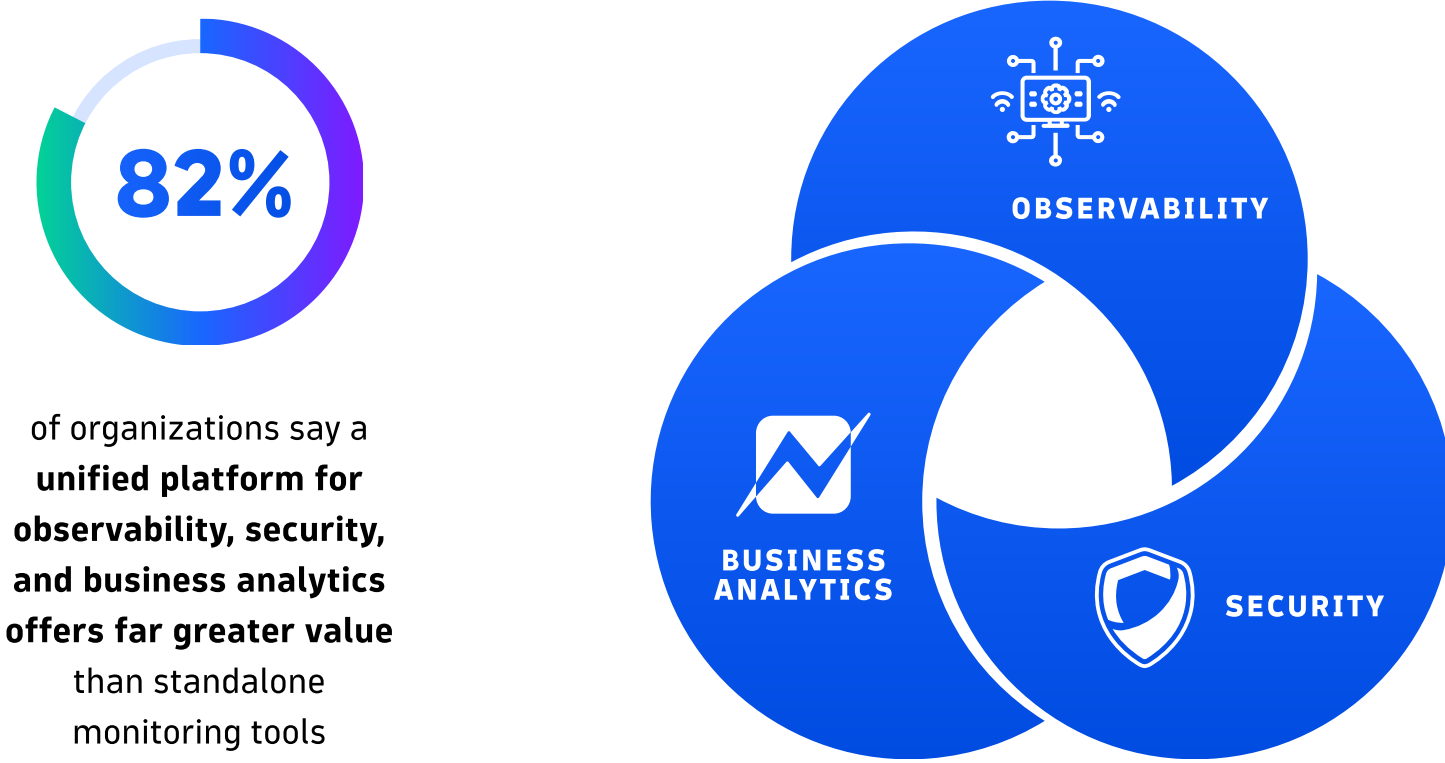 82%
of organizations say a
unified platform for
observability, security,
and business analytics
offers far greater value
than standalone
monitoring tools
OBSERVABILITY
BUSINESS
ANALYTICS
SECURITY